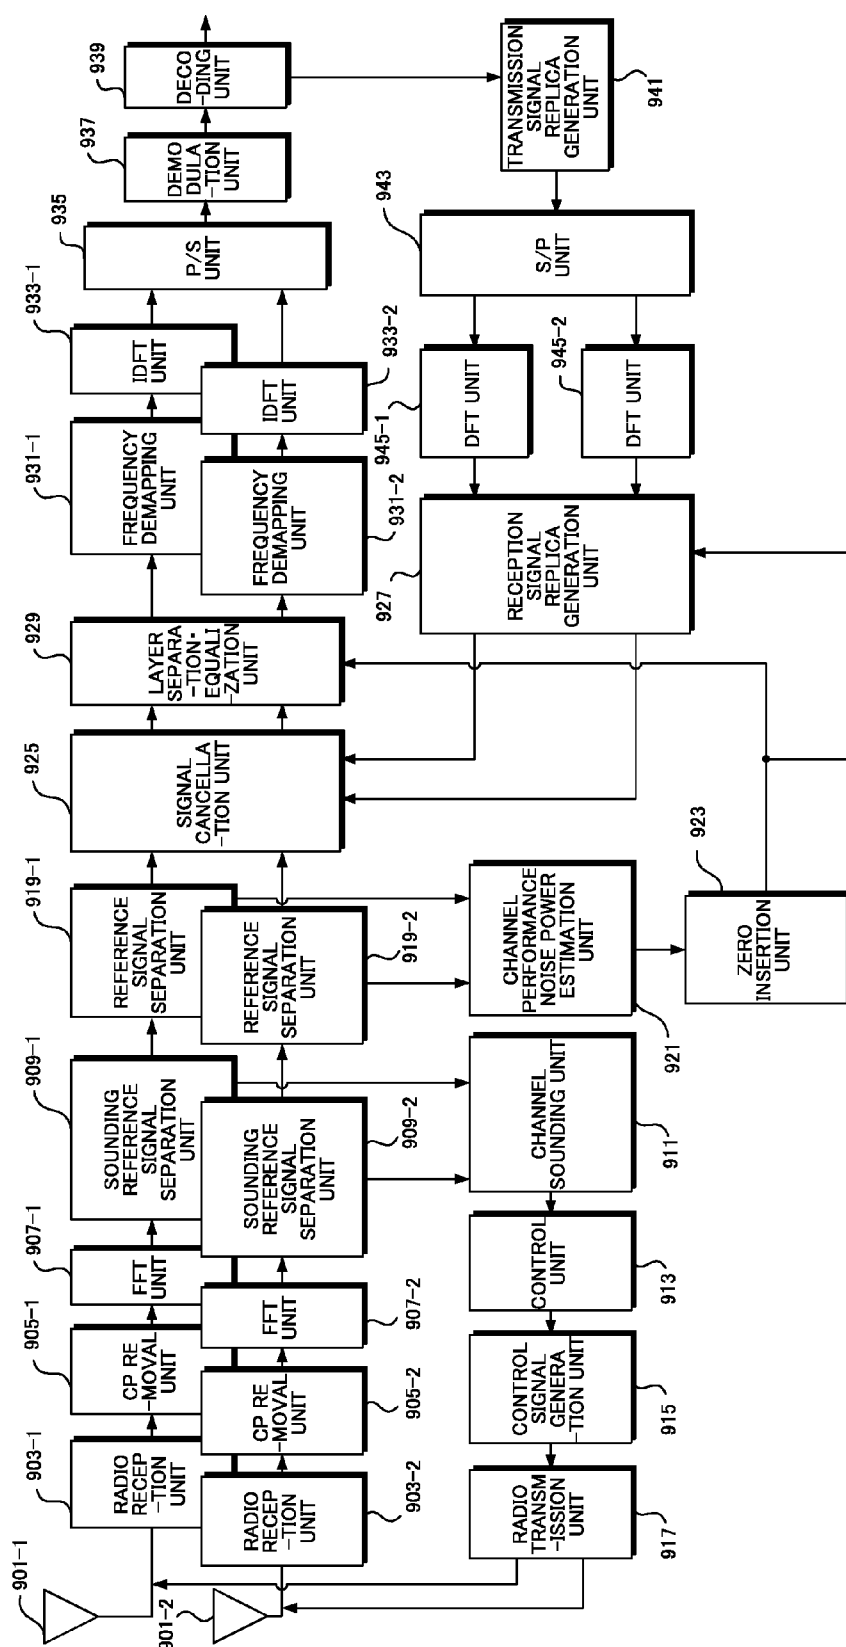 901-1
903-1
RADIO
RECEP
-TION
UNIT
905-1
CP RE
-MOVAL
UNIT
907-1
FFT UNIT
909-1
SOUNDING
REFERENCE
SIGNAL
SEPARATION
UNIT
919-1
REFERENCE
SIGNAL
SEPARATION
UNIT
925
SIGNAL
CANCELLA
-TION UNIT
929
LAYER
SEPARA
-TION•
EQUALI
-ZATION
UNIT
931-1
FREQUENCY
DEMAPPING
UNIT
933-1
IDFT
UNIT
935
P/S
UNIT
937
DEMO
DULA
-TION
UNIT
939
DECO
-DING
UNIT
901-2
RADIO
RECEP
-TION
UNIT
903-2
CP RE
-MOVAL
UNIT
905-2
FFT
UNIT
907-2
SOUNDING
REFERENCE
SIGNAL
SEPARATION
UNIT
909-2
REFERENCE
SIGNAL
SEPARATION
UNIT
919-2
FREQUENCY
DEMAPPING
UNIT
931-2
IDFT
UNIT
933-2
RADIO
TRANSM
-ISSION
UNIT
917
CONTROL
SIGNAL
GENERA
-TION UNIT
915
CONTROL
UNIT
913
CHANNEL
SOUNDING UNIT
911
CHANNEL
PERFORMANCE
NOISE POWER
ESTIMATION
UNIT
921
923
ZERO
INSERTION
UNIT
927
RECEPTION
SIGNAL
REPLICA
GENERATION
UNIT
945-1
DFT UNIT
945-2
DFT UNIT
943
S/P
UNIT
TRANSMISSION
SIGNAL
REPLICA
GENERATION
UNIT
941